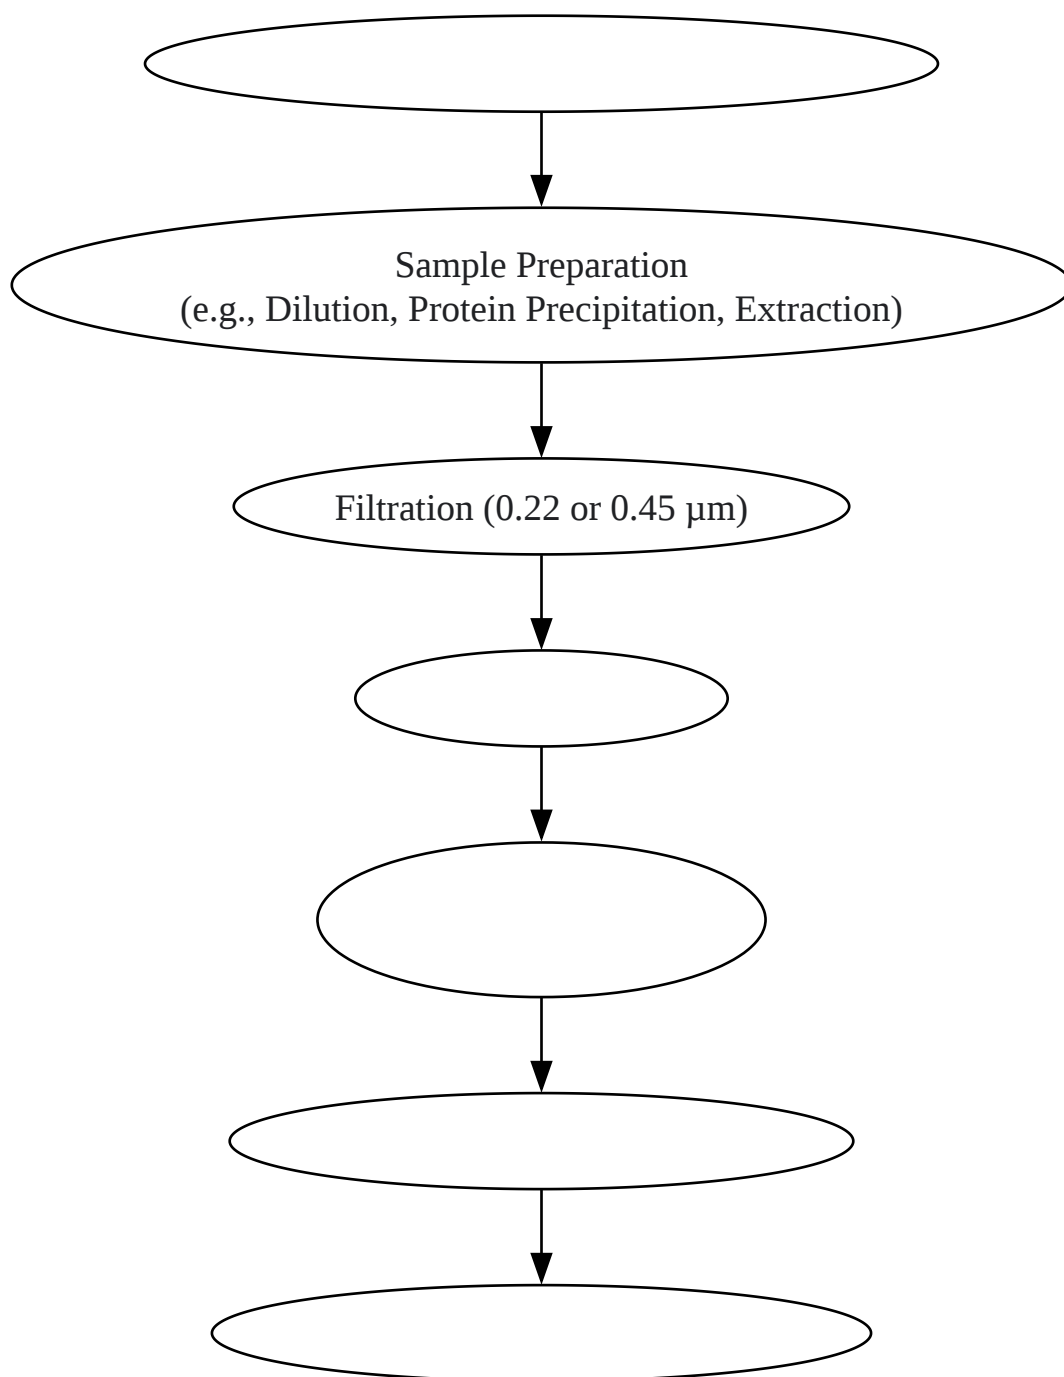 Sample Preparation
(e.g., Dilution, Protein Precipitation, Extraction)
Filtration (0.22 or 0.45 µm)